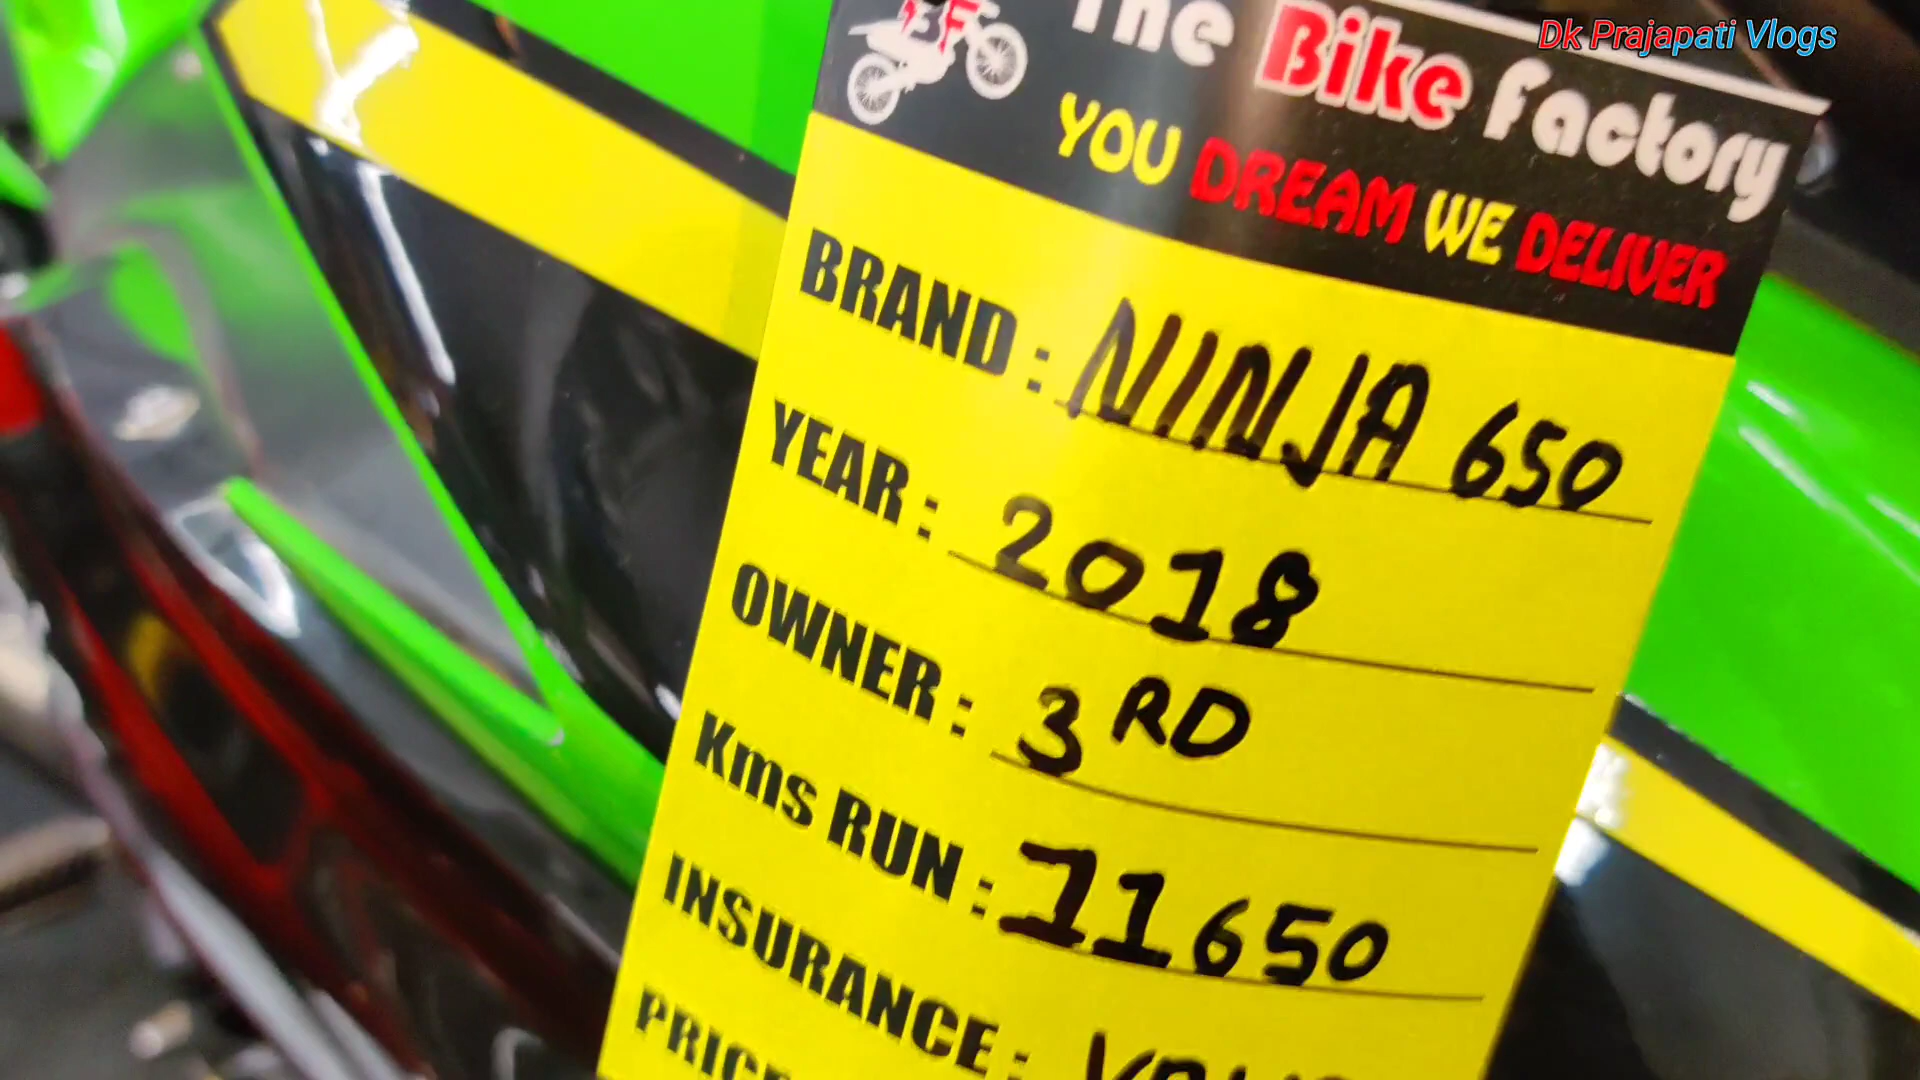 Dk Prajapati Vlogs
BF
The Bike Factory
YOU DREAM WE DELIVER
BRAND : NINJA 650
YEAR : 2018
OWNER : 3RD
Kms RUN : 11650
INSURANCE :